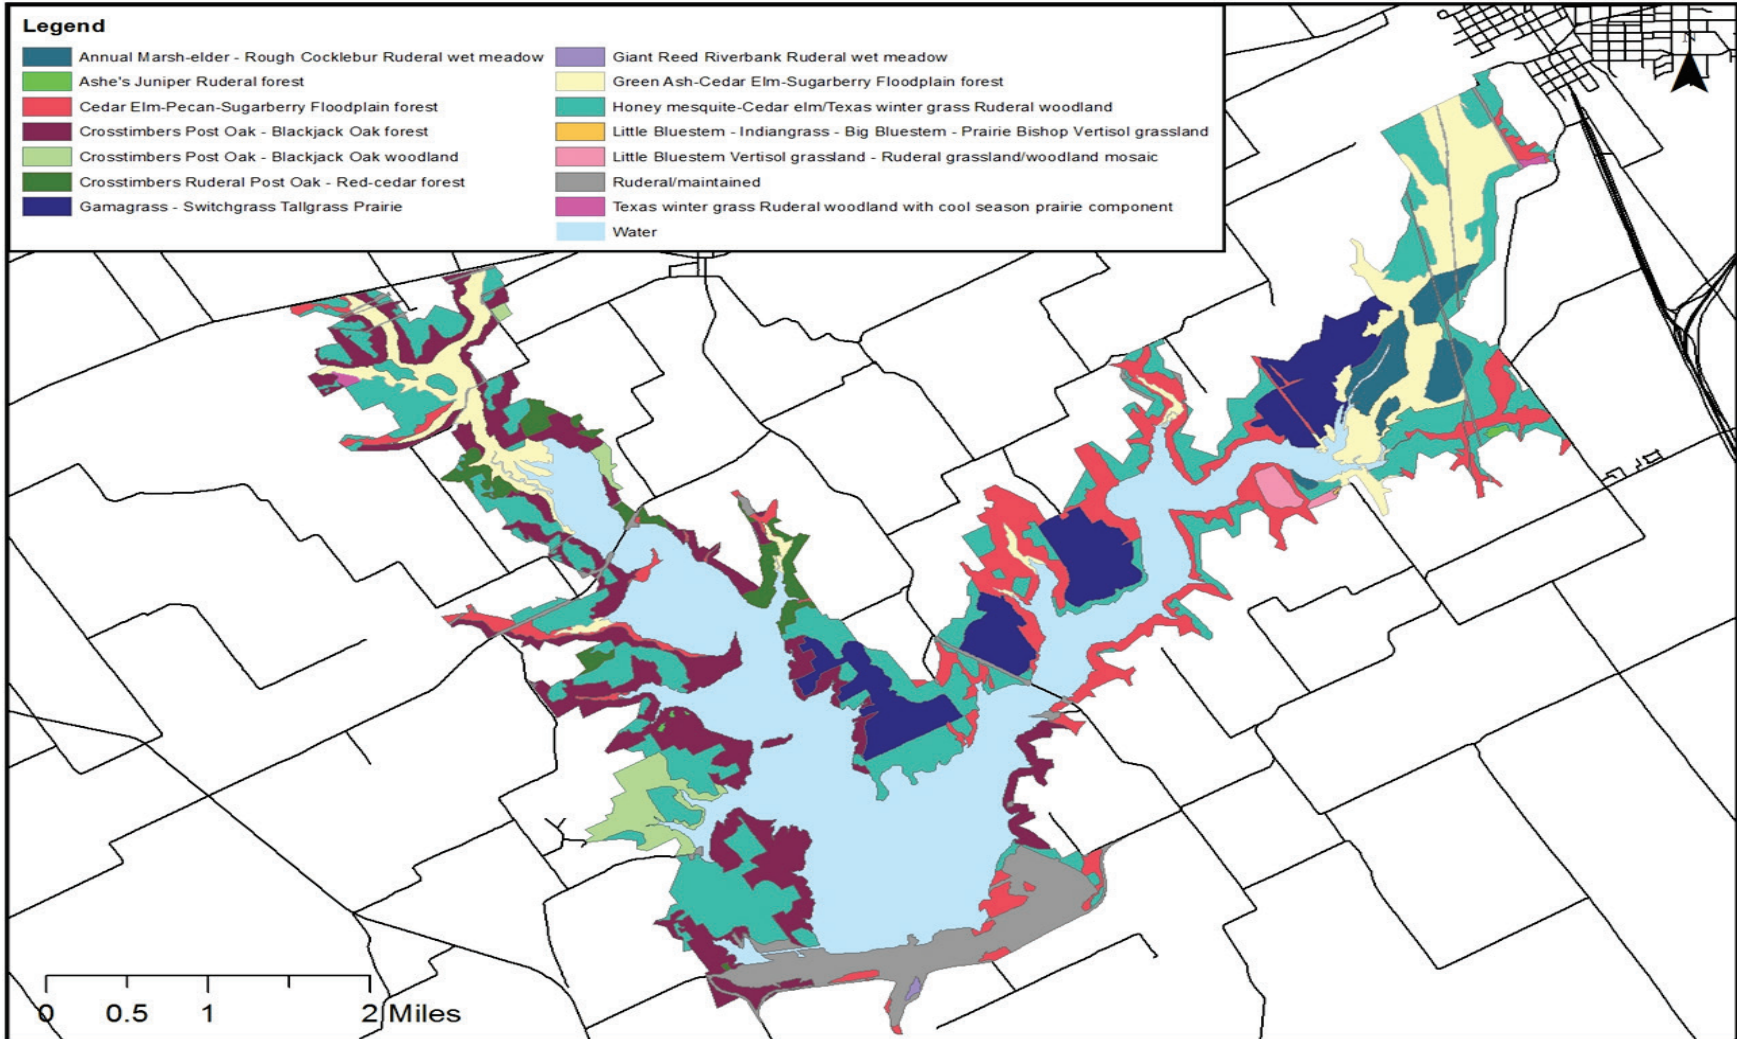 Legend
Annual Marsh-elder - Rough Cocklebur Ruderal wet meadow
Ashe's Juniper Ruderal forest
Cedar Elm-Pecan-Sugarberry Floodplain forest
Crosstimbers Post Oak - Blackjack Oak forest
Crosstimbers Post Oak - Blackjack Oak woodland
Crosstimbers Ruderal Post Oak - Red-cedar forest
Gamagrass - Switchgrass Tallgrass Prairie
Giant Reed Riverbank Ruderal wet meadow
Green Ash-Cedar Elm-Sugarberry Floodplain forest
Honey mesquite-Cedar elm/Texas winter grass Ruderal woodland
Little Bluestem - Indiangrass - Big Bluestem - Prairie Bishop Vertisol grassland
Little Bluestem Vertisol grassland - Ruderal grassland/woodland mosaic
Ruderal/maintained
Texas winter grass Ruderal woodland with cool season prairie component
Water
N
0 0.5 1 2 Miles